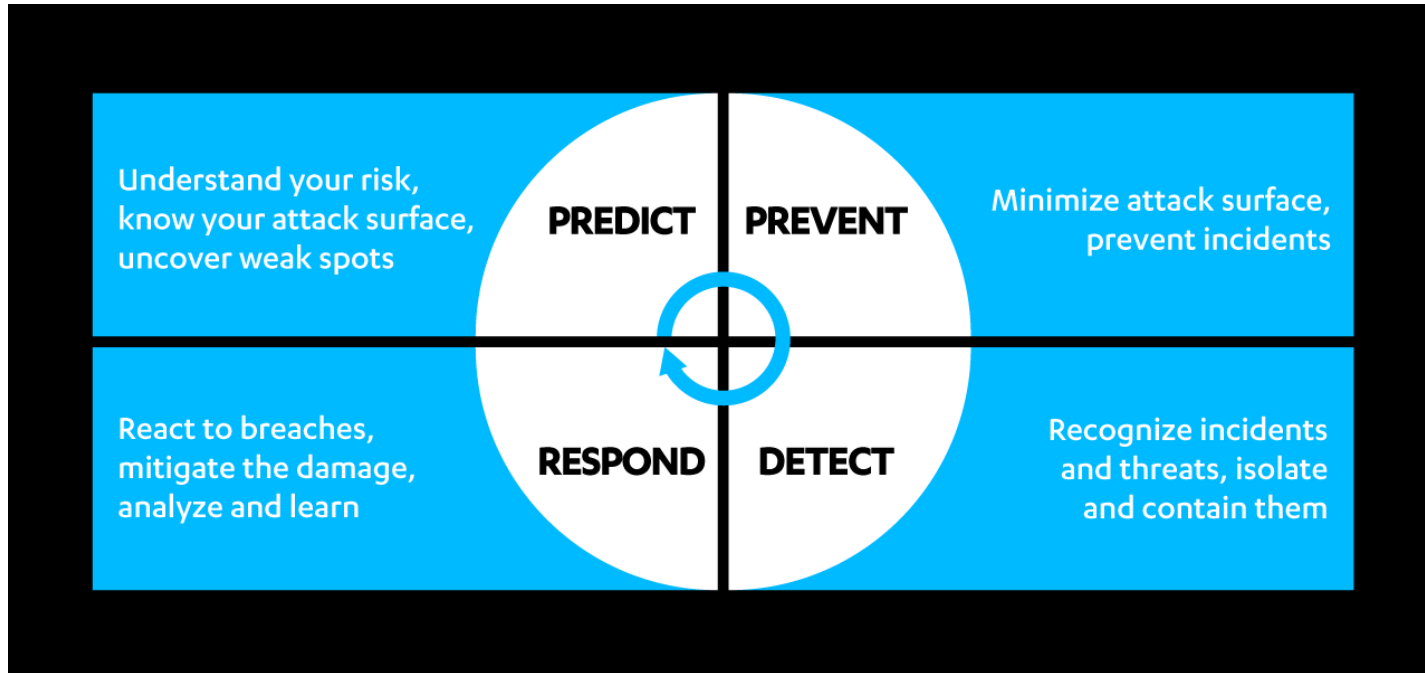 Understand your risk,
know your attack surface,
uncover weak spots
PREDICT
PREVENT
Minimize attack surface,
prevent incidents
React to breaches,
mitigate the damage,
analyze and learn
RESPOND
DETECT
Recognize incidents
and threats, isolate
and contain them